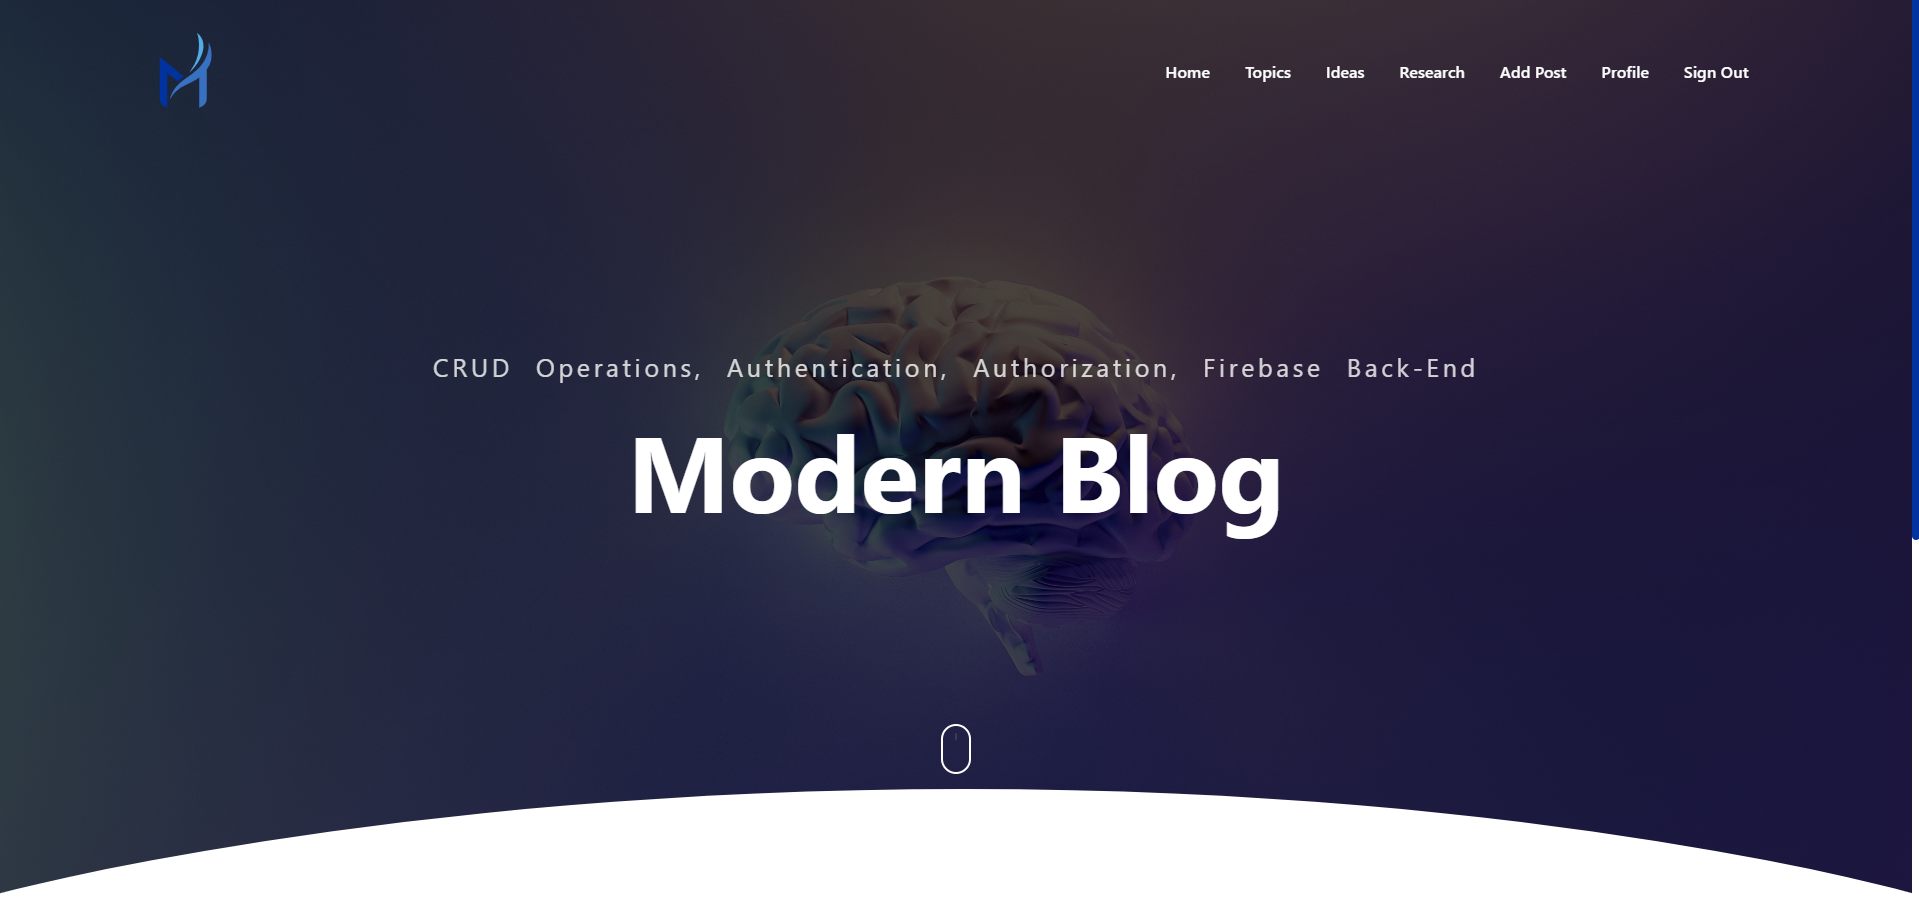 Home Topics Ideas Research Add Post Profile Sign Out
CRUD Operations, Authentication, Authorization, Firebase Back-End
Modern Blog